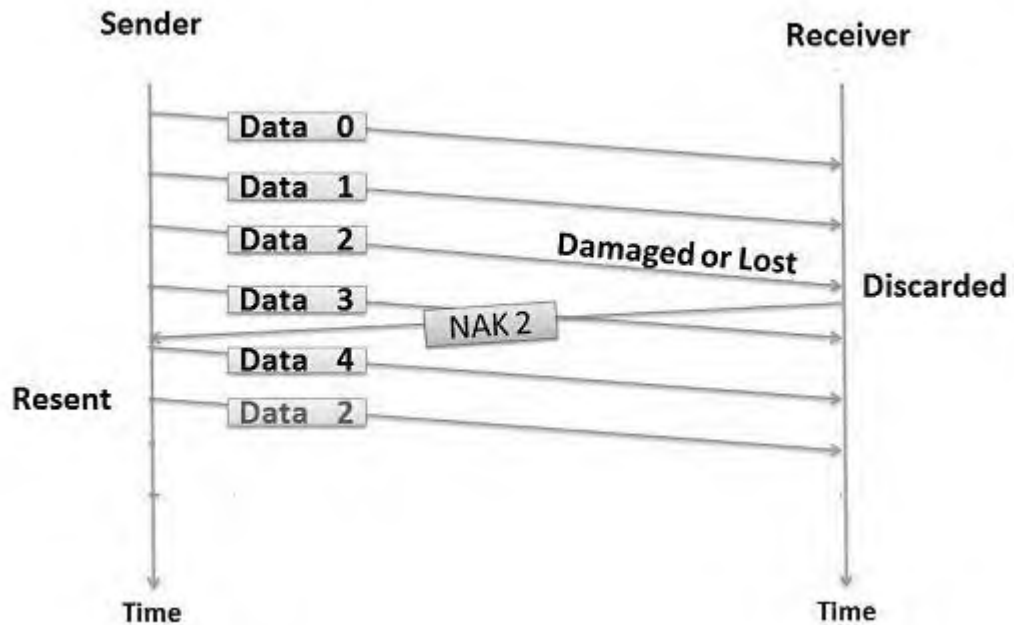 Sender
Receiver
Data 0
Data 1
Data 2
Damaged or Lost
Discarded
Data 3
NAK 2
Data 4
Resent
Data 2
Time
Time